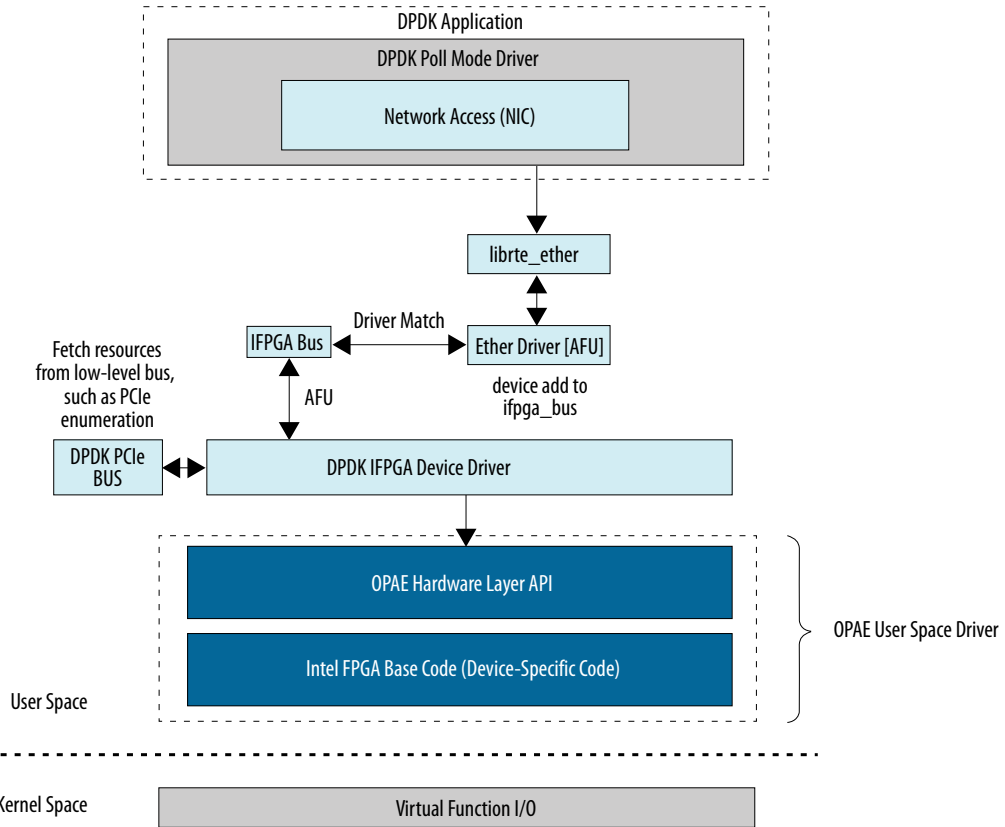 DPDK Application
DPDK Poll Mode Driver
Network Access (NIC)
librte_ether
Driver Match
IFPGA Bus
Ether Driver [AFU]
Fetch resources
from low-level bus,
such as PCIe
enumeration
AFU
device add to
ifpga_bus
DPDK PCIe
BUS
DPDK IFPGA Device Driver
OPAE Hardware Layer API
OPAE User Space Driver
Intel FPGA Base Code (Device-Specific Code)
User Space
Kernel Space
Virtual Function I/O